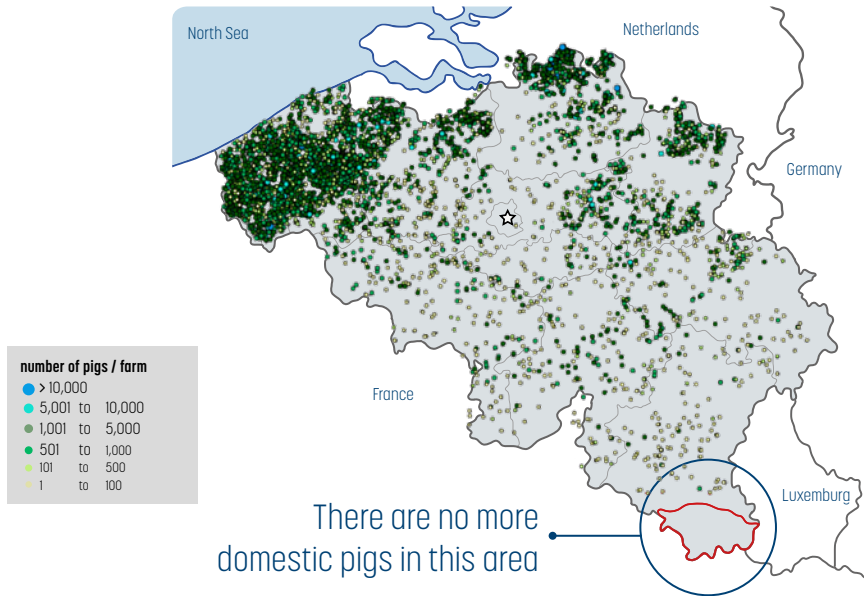 North Sea
Netherlands
Germany
number of pigs / farm
>10,000
5,001 to 10,000
1,001 to 5,000
501 to 1,000
101 to 500
1 to 100
France
Luxemburg
There are no more
domestic pigs in this area